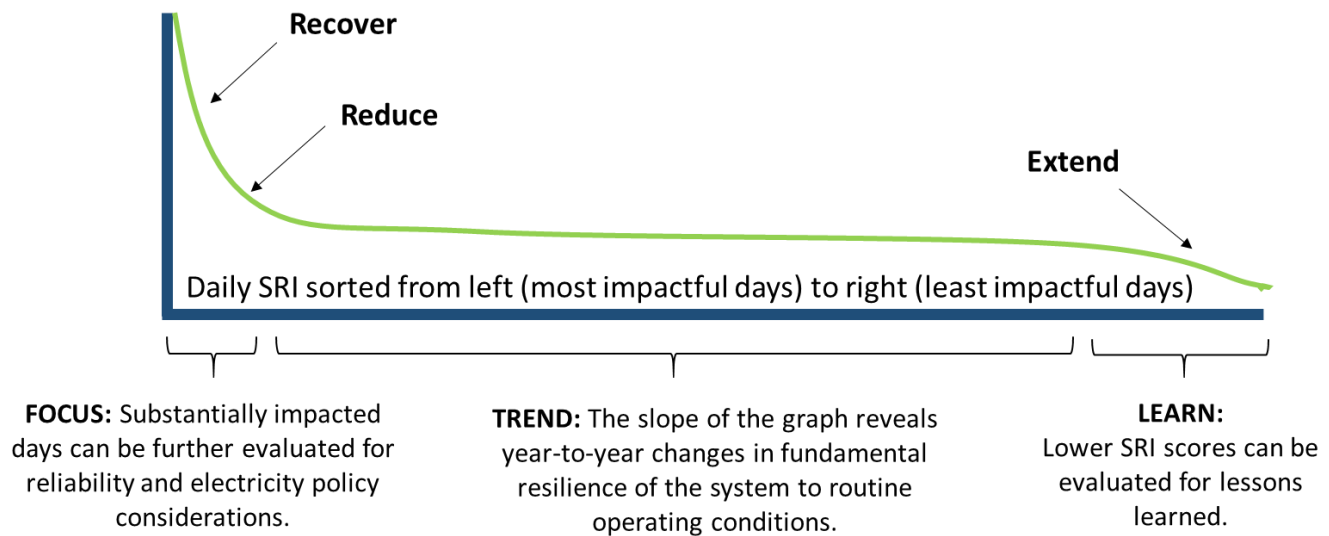 Recover
Reduce
Extend
Daily SRI sorted from left (most impactful days) to right (least impactful days)
FOCUS: Substantially impacted
days can be further evaluated for
reliability and electricity policy
considerations.
TREND: The slope of the graph reveals
year-to-year changes in fundamental
resilience of the system to routine
operating conditions.
LEARN:
Lower SRI scores can be
evaluated for lessons
learned.